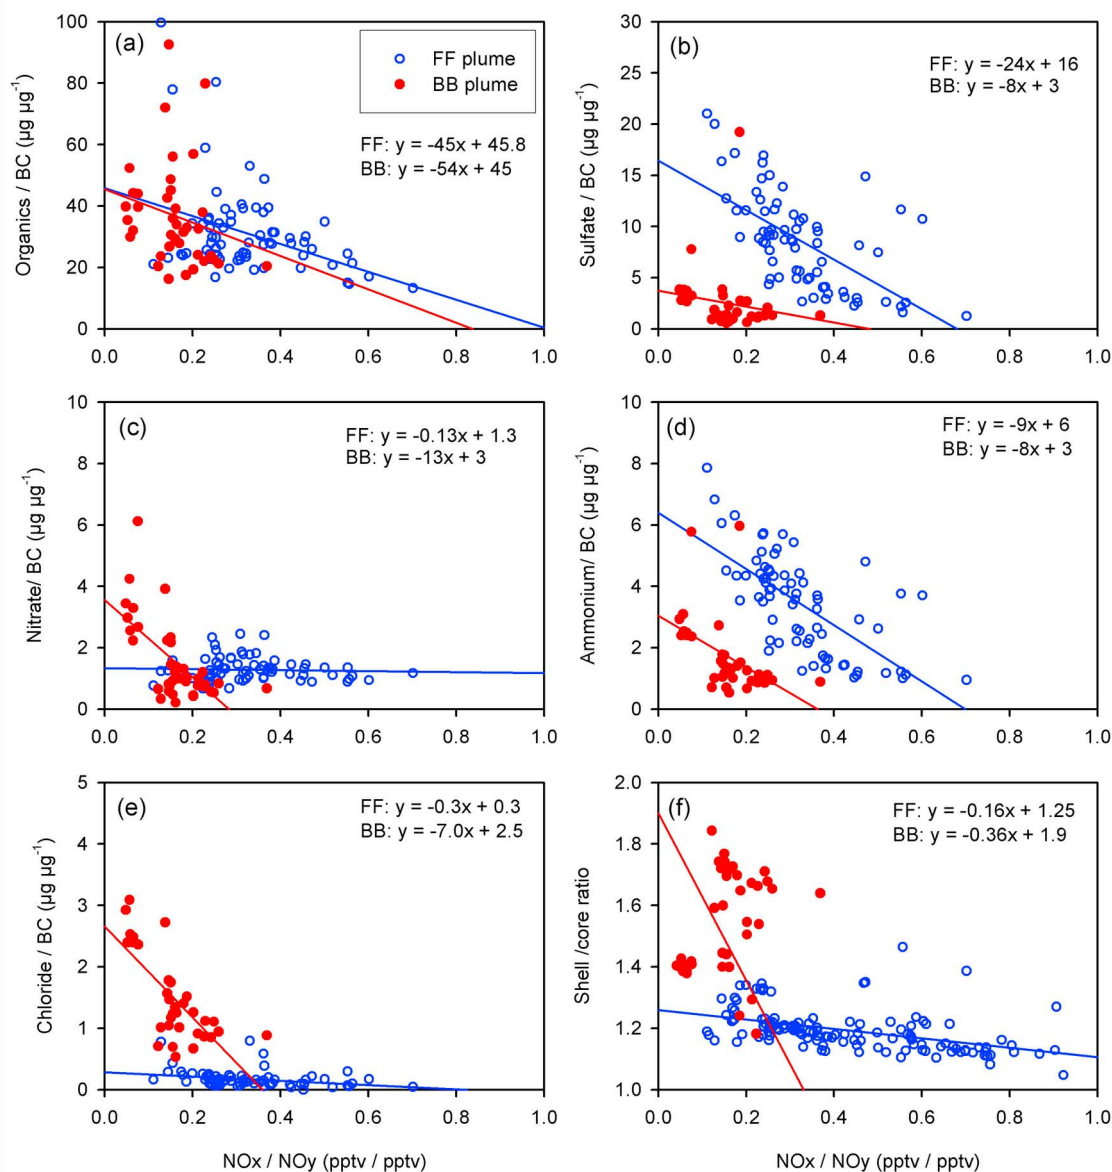 (a)
FF plume
BB plume
FF: y = -45x + 45.8
BB: y = -54x + 45
Organics / BC (µg µg⁻¹)
100
80
60
40
20
0
0.0 0.2 0.4 0.6 0.8 1.0
(b)
FF: y = -24x + 16
BB: y = -8x + 3
Sulfate / BC (µg µg⁻¹)
30
25
20
15
10
5
0
0.0 0.2 0.4 0.6 0.8 1.0
(c)
FF: y = -0.13x + 1.3
BB: y = -13x + 3
Nitrate/ BC (µg µg⁻¹)
10
8
6
4
2
0
0.0 0.2 0.4 0.6 0.8 1.0
(d)
FF: y = -9x + 6
BB: y = -8x + 3
Ammonium/ BC (µg µg⁻¹)
10
8
6
4
2
0
0.0 0.2 0.4 0.6 0.8 1.0
(e)
FF: y = -0.3x + 0.3
BB: y = -7.0x + 2.5
Chloride / BC (µg µg⁻¹)
5
4
3
2
1
0
0.0 0.2 0.4 0.6 0.8 1.0
NOx / NOy (pptv / pptv)
(f)
FF: y = -0.16x + 1.25
BB: y = -0.36x + 1.9
Shell /core ratio
2.0
1.8
1.6
1.4
1.2
1.0
0.0 0.2 0.4 0.6 0.8 1.0
NOx / NOy (pptv / pptv)